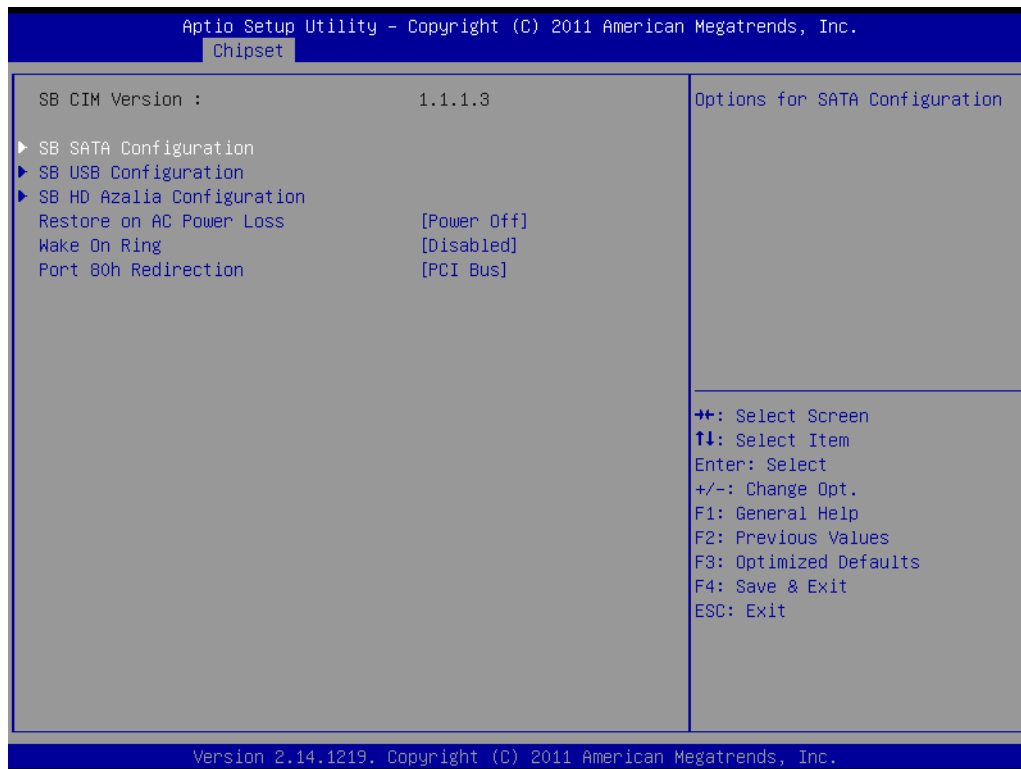 Aptio Setup Utility – Copyright (C) 2011 American Megatrends, Inc.
Chipset
SB CIM Version : 1.1.1.3
▶ SB SATA Configuration
▶ SB USB Configuration
▶ SB HD Azalia Configuration
Restore on AC Power Loss [Power Off]
Wake On Ring [Disabled]
Port 80h Redirection [PCI Bus]
Options for SATA Configuration
→←: Select Screen
↑↓: Select Item
Enter: Select
+/-: Change Opt.
F1: General Help
F2: Previous Values
F3: Optimized Defaults
F4: Save & Exit
ESC: Exit
Version 2.14.1219. Copyright (C) 2011 American Megatrends, Inc.